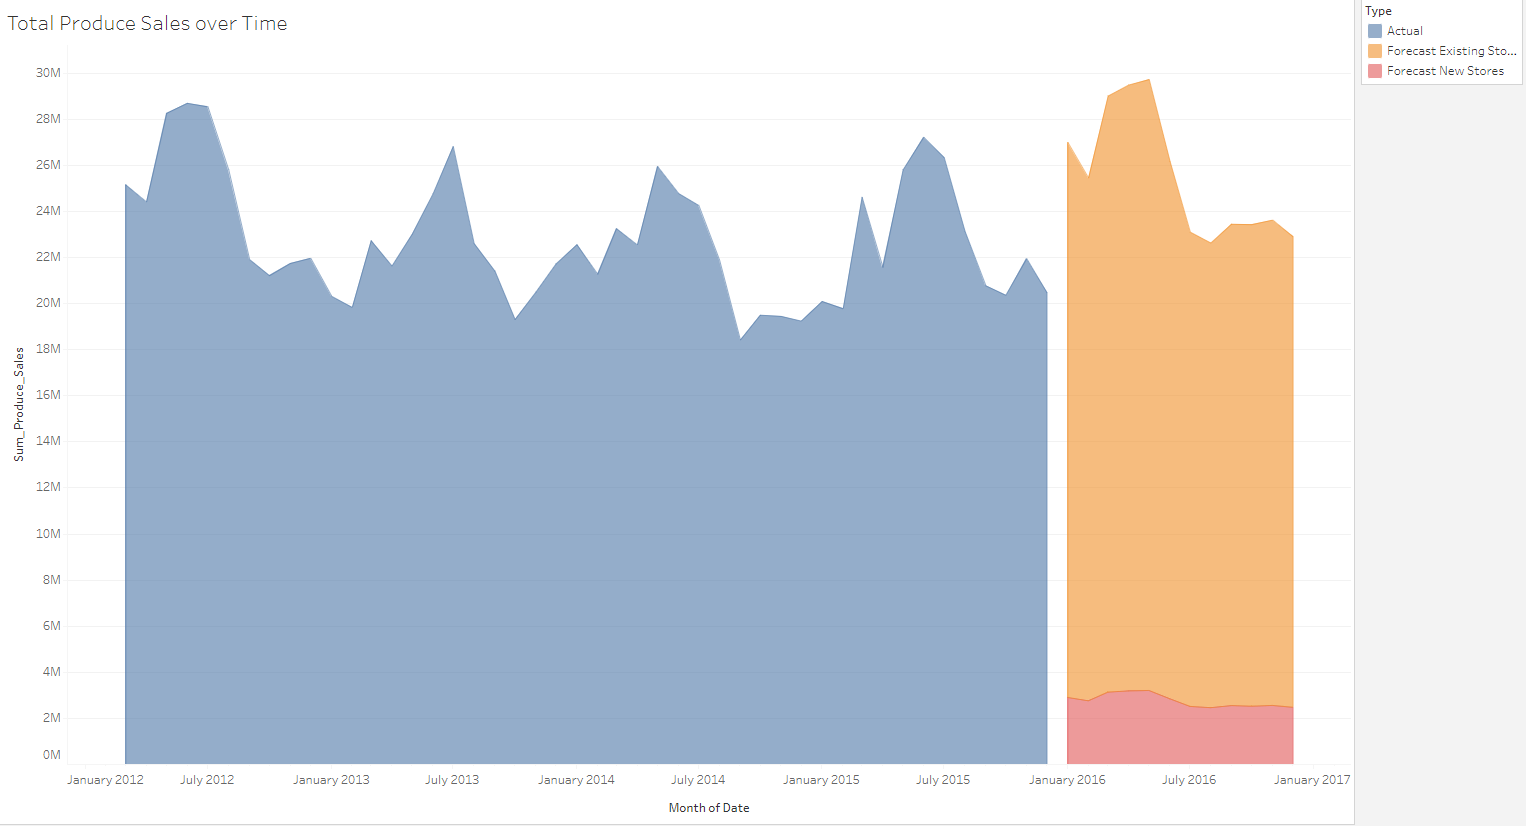 Total Produce Sales over Time
Type
Actual
Forecast Existing Sto...
Forecast New Stores
30M
28M
26M
24M
22M
20M
18M
16M
14M
12M
10M
8M
6M
4M
2M
0M
Sum_Produce_Sales
January 2012 July 2012 January 2013 July 2013 January 2014 July 2014 January 2015 July 2015 January 2016 July 2016 January 2017
Month of Date